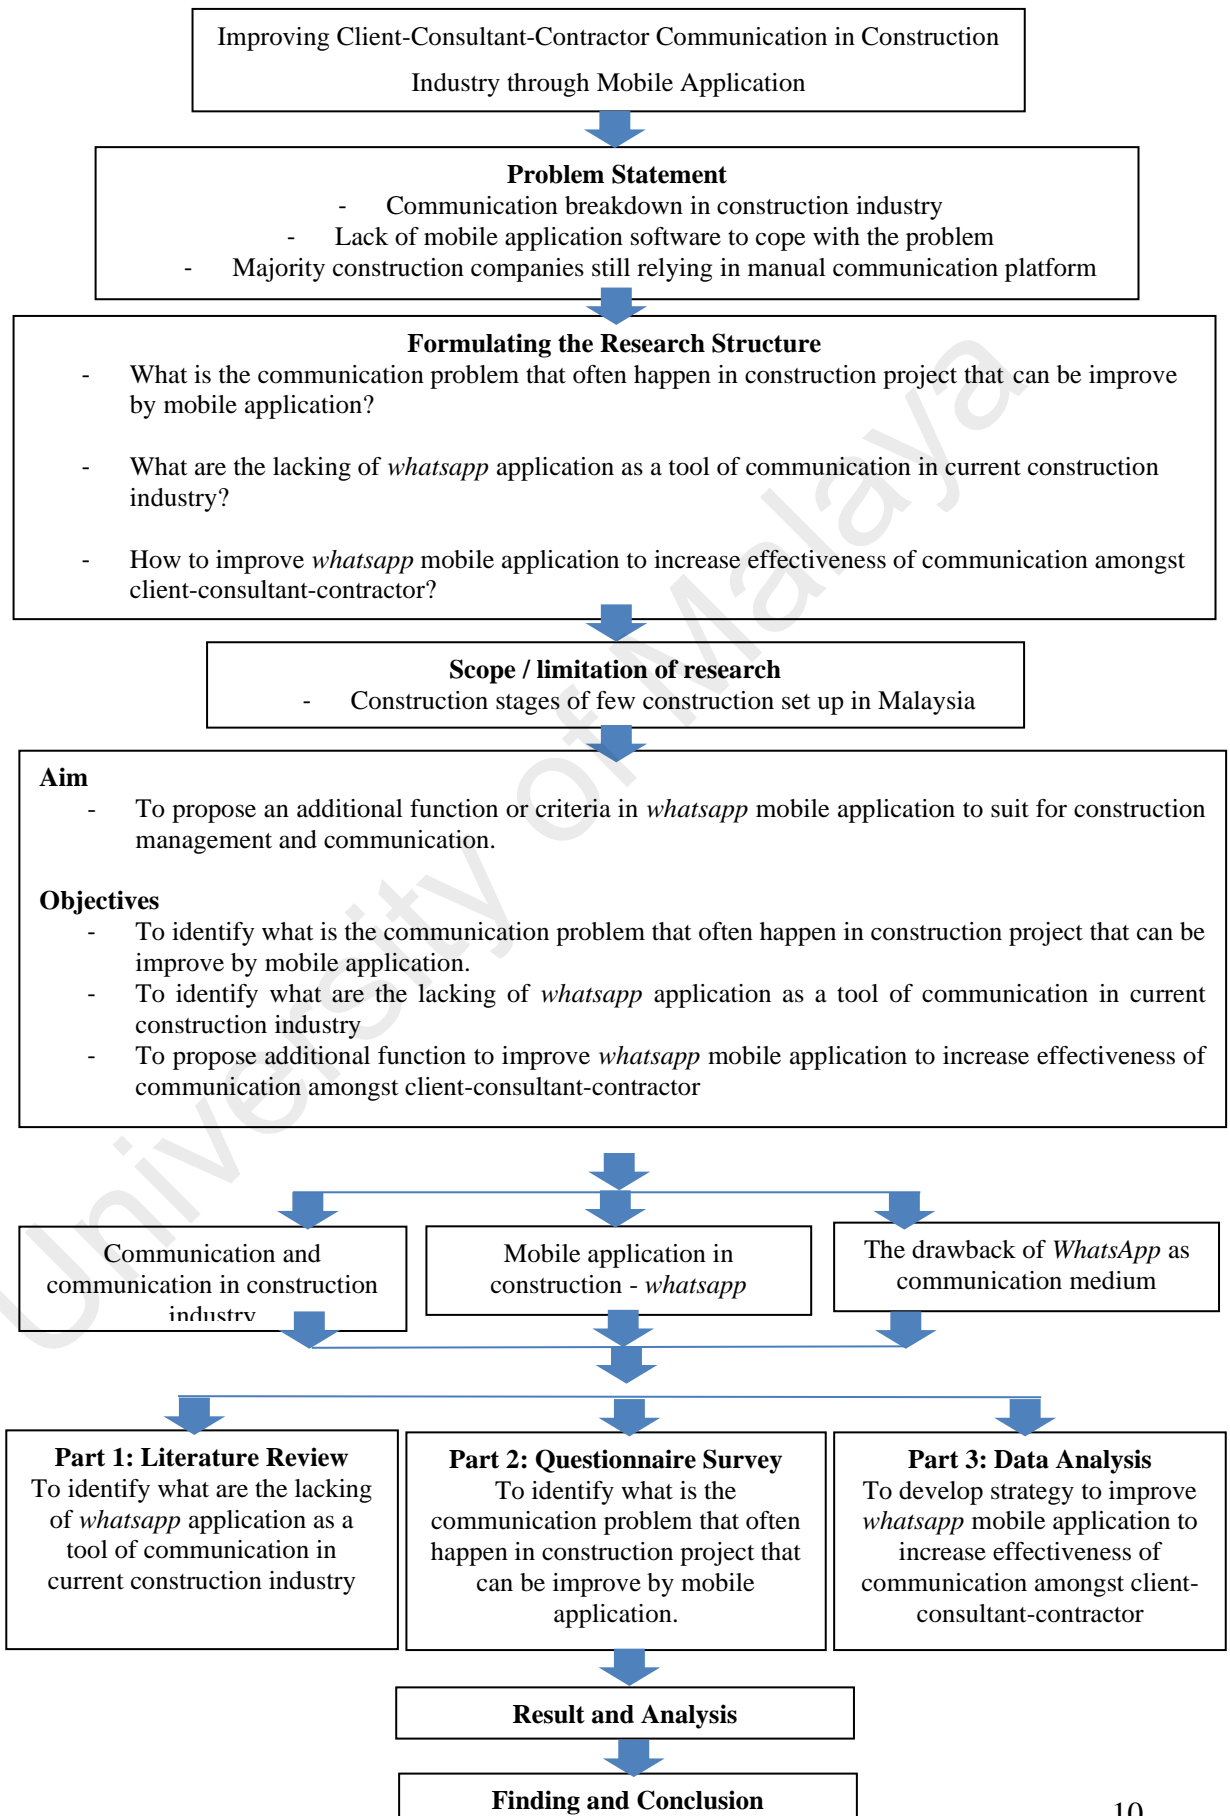 Improving Client-Consultant-Contractor Communication in Construction
Industry through Mobile Application
Problem Statement
- Communication breakdown in construction industry
- Lack of mobile application software to cope with the problem
- Majority construction companies still relying in manual communication platform
Formulating the Research Structure
- What is the communication problem that often happen in construction project that can be improve
by mobile application?
- What are the lacking of whatsapp application as a tool of communication in current construction
industry?
- How to improve whatsapp mobile application to increase effectiveness of communication amongst
client-consultant-contractor?
Scope / limitation of research
- Construction stages of few construction set up in Malaysia
Aim
- To propose an additional function or criteria in whatsapp mobile application to suit for construction
management and communication.
Objectives
- To identify what is the communication problem that often happen in construction project that can be
improve by mobile application.
- To identify what are the lacking of whatsapp application as a tool of communication in current
construction industry
- To propose additional function to improve whatsapp mobile application to increase effectiveness of
communication amongst client-consultant-contractor
Communication and
communication in construction
industry
Mobile application in
construction - whatsapp
The drawback of WhatsApp as
communication medium
Part 1: Literature Review
To identify what are the lacking
of whatsapp application as a
tool of communication in
current construction industry
Part 2: Questionnaire Survey
To identify what is the
communication problem that often
happen in construction project that
can be improve by mobile
application.
Part 3: Data Analysis
To develop strategy to improve
whatsapp mobile application to
increase effectiveness of
communication amongst client-
consultant-contractor
Result and Analysis
Finding and Conclusion
10
University of Malaya